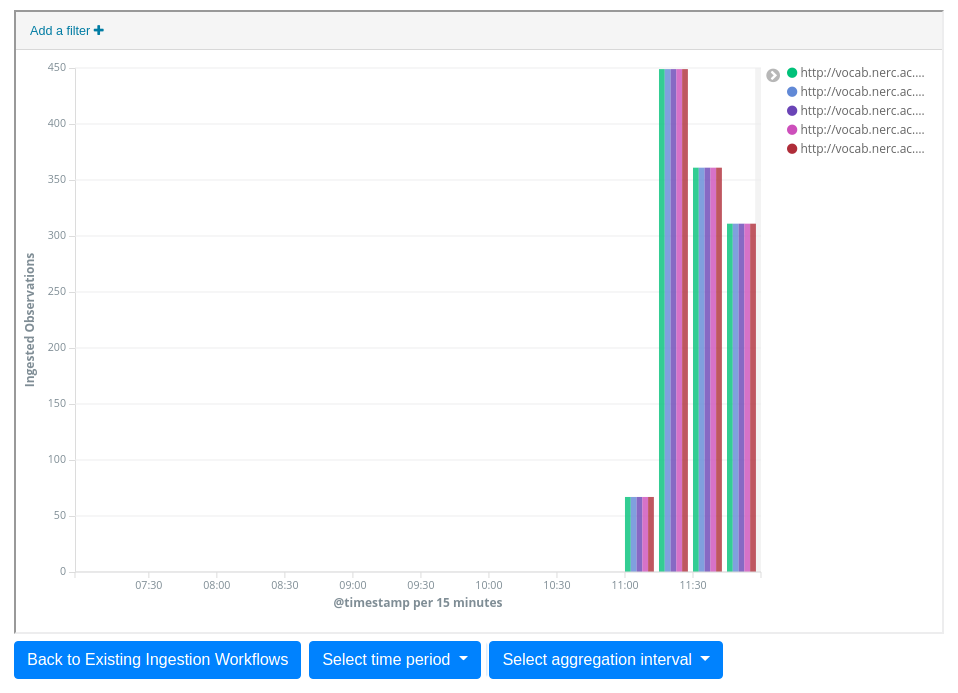 Add a filter
450
400
350
300
250
200
150
100
50
0
Ingested Observations
07:30 08:00 08:30 09:00 09:30 10:00 10:30 11:00 11:30
@timestamp per 15 minutes
http://vocab.nerc.ac....
http://vocab.nerc.ac....
http://vocab.nerc.ac....
http://vocab.nerc.ac....
http://vocab.nerc.ac....
Back to Existing Ingestion Workflows Select time period Select aggregation interval